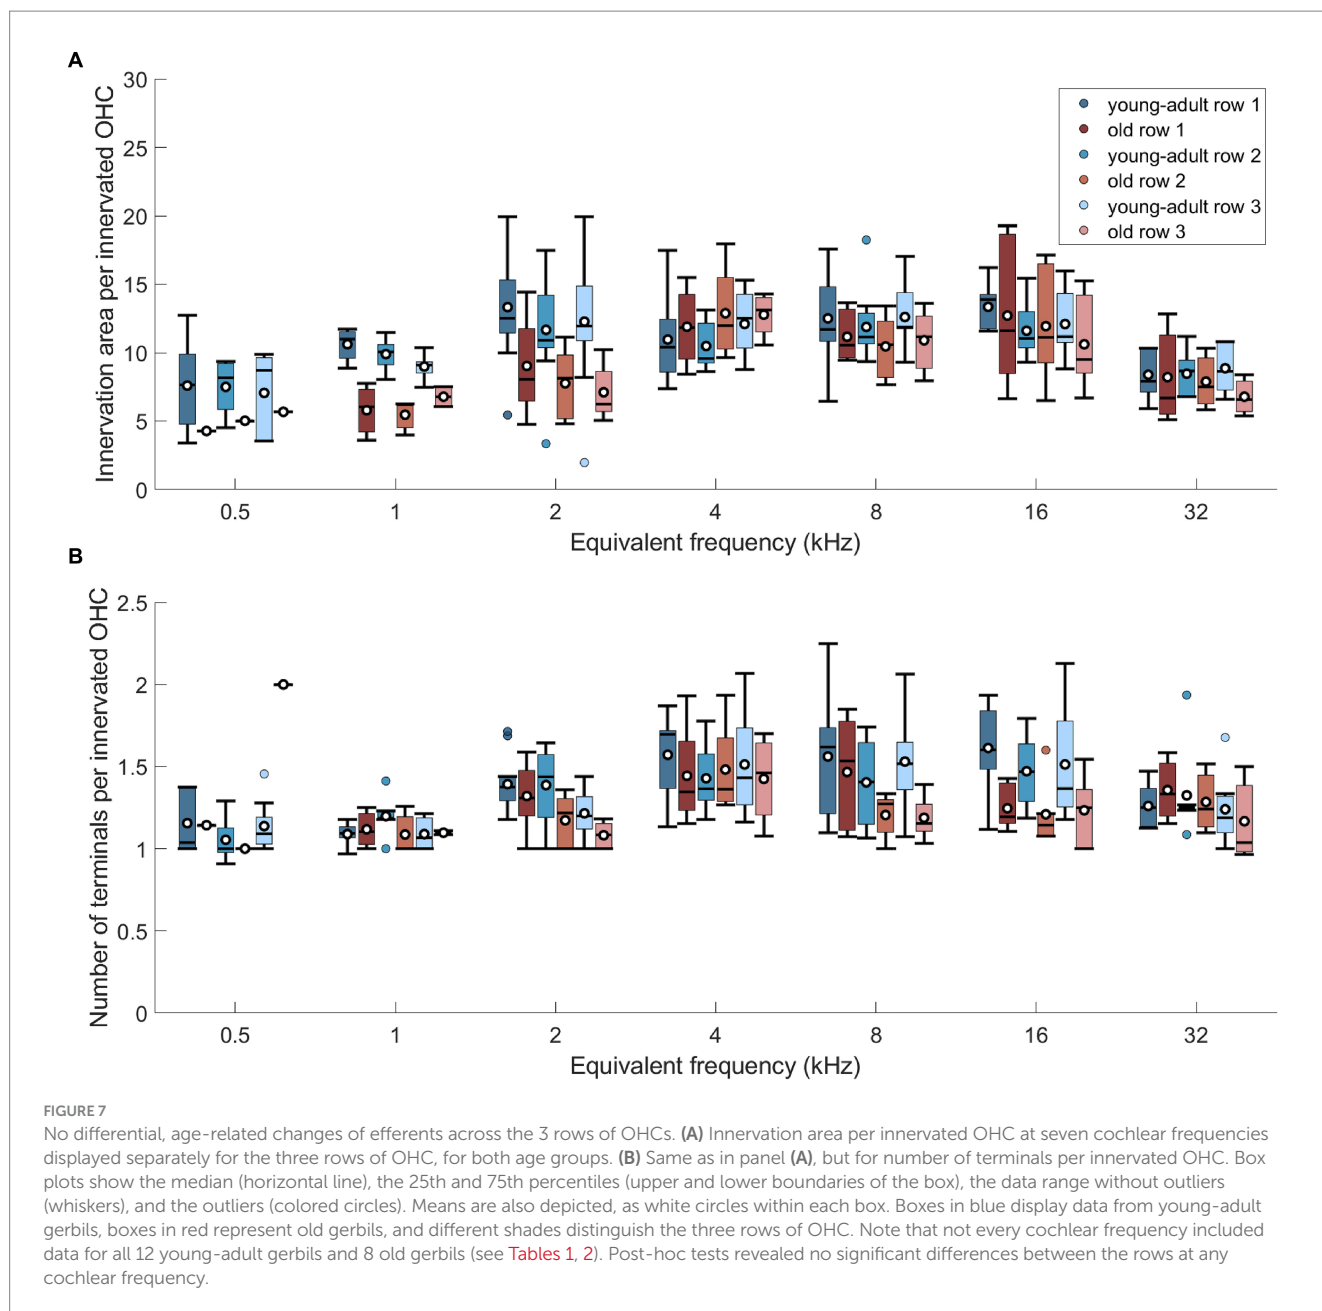 A
Innervation area per innervated OHC
30
25
20
15
10
5
0
young-adult row 1
old row 1
young-adult row 2
old row 2
young-adult row 3
old row 3
0.5 1 2 4 8 16 32
Equivalent frequency (kHz)
B
Number of terminals per innervated OHC
2.5
2
1.5
1
0.5
0
0.5 1 2 4 8 16 32
Equivalent frequency (kHz)
FIGURE 7
No differential, age-related changes of efferents across the 3 rows of OHCs. (A) Innervation area per innervated OHC at seven cochlear frequencies
displayed separately for the three rows of OHC, for both age groups. (B) Same as in panel (A), but for number of terminals per innervated OHC. Box
plots show the median (horizontal line), the 25th and 75th percentiles (upper and lower boundaries of the box), the data range without outliers
(whiskers), and the outliers (colored circles). Means are also depicted, as white circles within each box. Boxes in blue display data from young-adult
gerbils, boxes in red represent old gerbils, and different shades distinguish the three rows of OHC. Note that not every cochlear frequency included
data for all 12 young-adult gerbils and 8 old gerbils (see Tables 1, 2). Post-hoc tests revealed no significant differences between the rows at any
cochlear frequency.